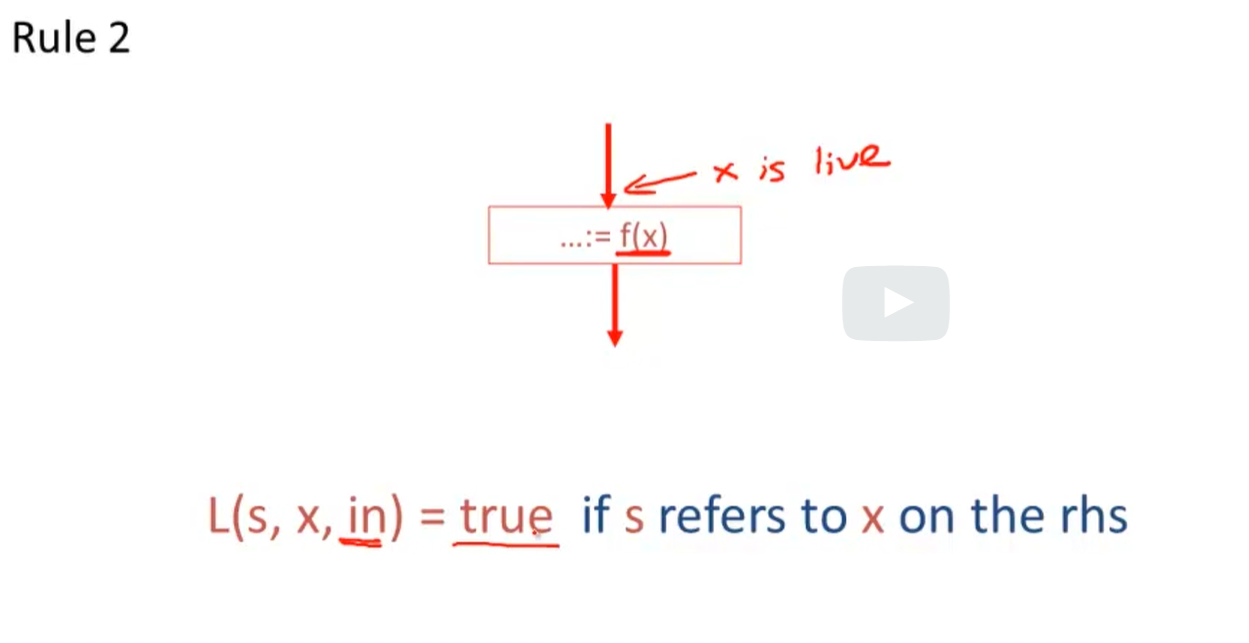 Rule 2
x is live
...:= f(x)
L(s, x, in) = true if s refers to x on the rhs